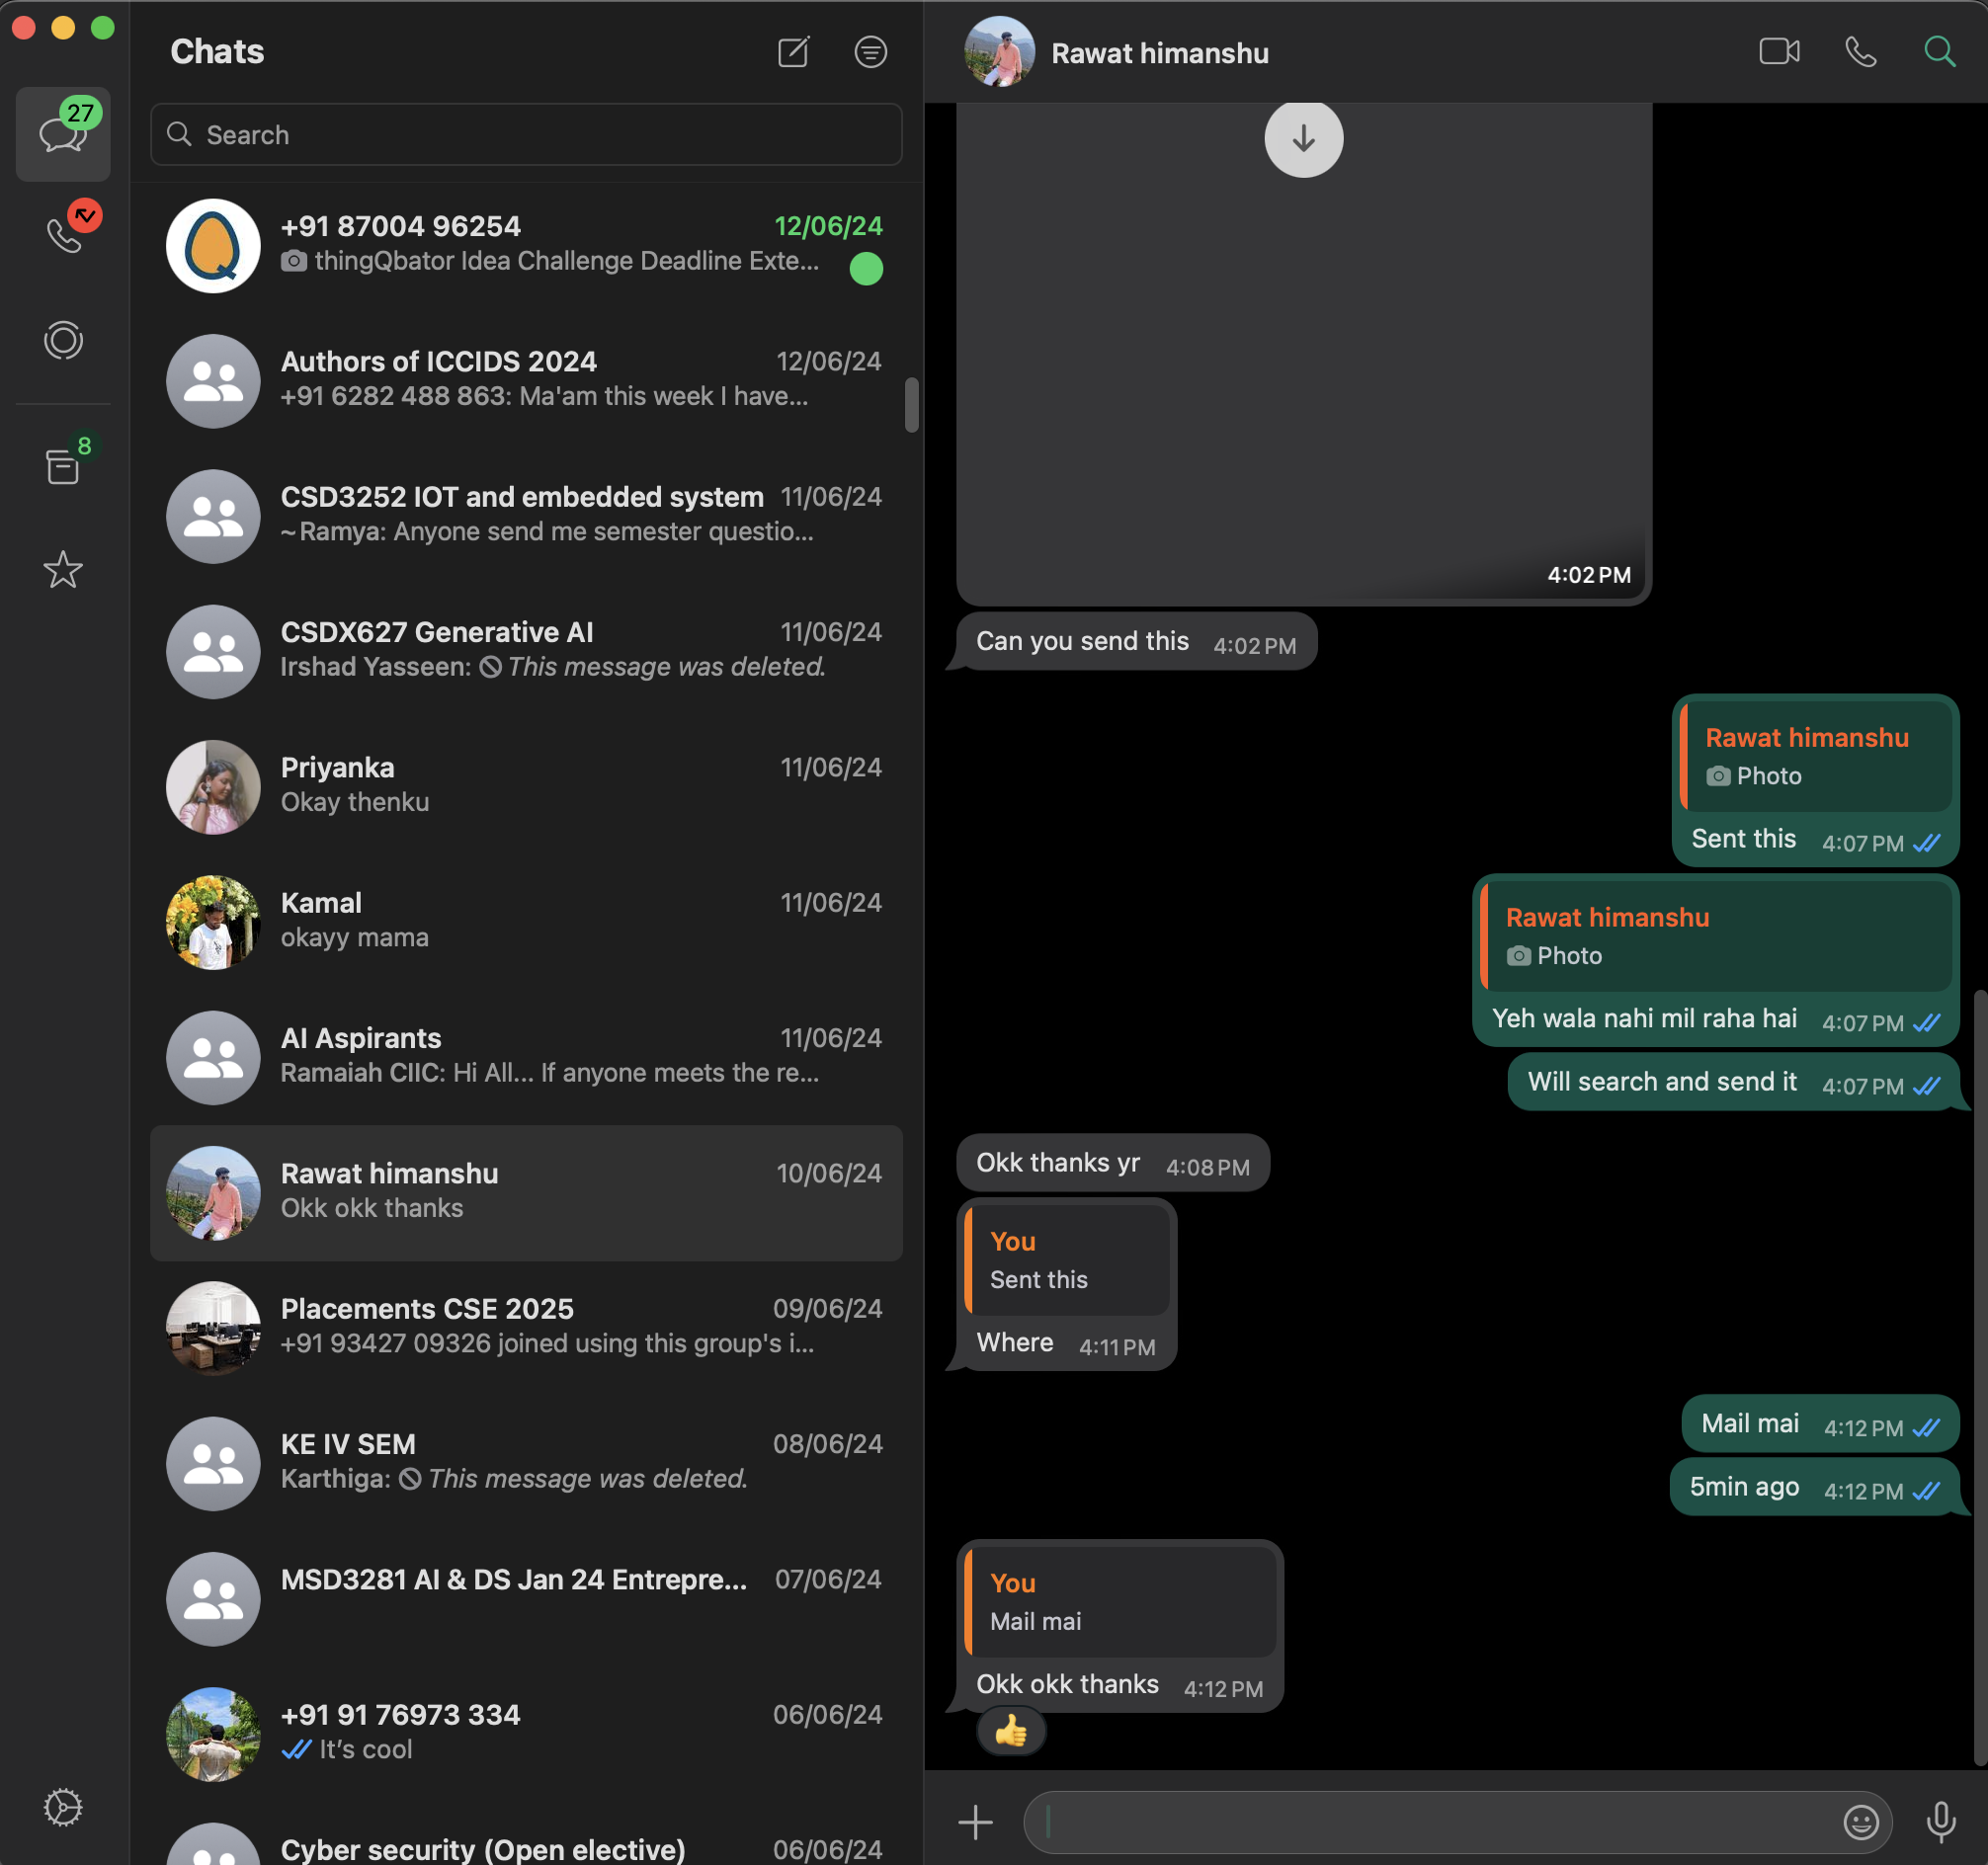 Chats
27
Search
8
+91 87004 96254
12/06/24
thingQbator Idea Challenge Deadline Exte...
Authors of ICCIDS 2024
12/06/24
+91 6282 488 863: Ma'am this week I have...
CSD3252 IOT and embedded system
11/06/24
~Ramya: Anyone send me semester questio...
CSDX627 Generative AI
11/06/24
Irshad Yasseen: This message was deleted.
Priyanka
11/06/24
Okay thenku
Kamal
11/06/24
okayy mama
AI Aspirants
11/06/24
Ramaiah CIIC: Hi All... If anyone meets the re...
Rawat himanshu
10/06/24
Okk okk thanks
Placements CSE 2025
09/06/24
+91 93427 09326 joined using this group's i...
KE IV SEM
08/06/24
Karthiga: This message was deleted.
MSD3281 AI & DS Jan 24 Entrepre...
07/06/24
+91 91 76973 334
06/06/24
It's cool
Cyber security (Open elective)
06/06/24
Rawat himanshu
4:02 PM
Can you send this 4:02 PM
Rawat himanshu
Photo
Sent this 4:07 PM
Rawat himanshu
Photo
Yeh wala nahi mil raha hai 4:07 PM
Will search and send it 4:07 PM
Okk thanks yr 4:08 PM
You
Sent this
Where 4:11 PM
Mail mai 4:12 PM
5min ago 4:12 PM
You
Mail mai
Okk okk thanks 4:12 PM